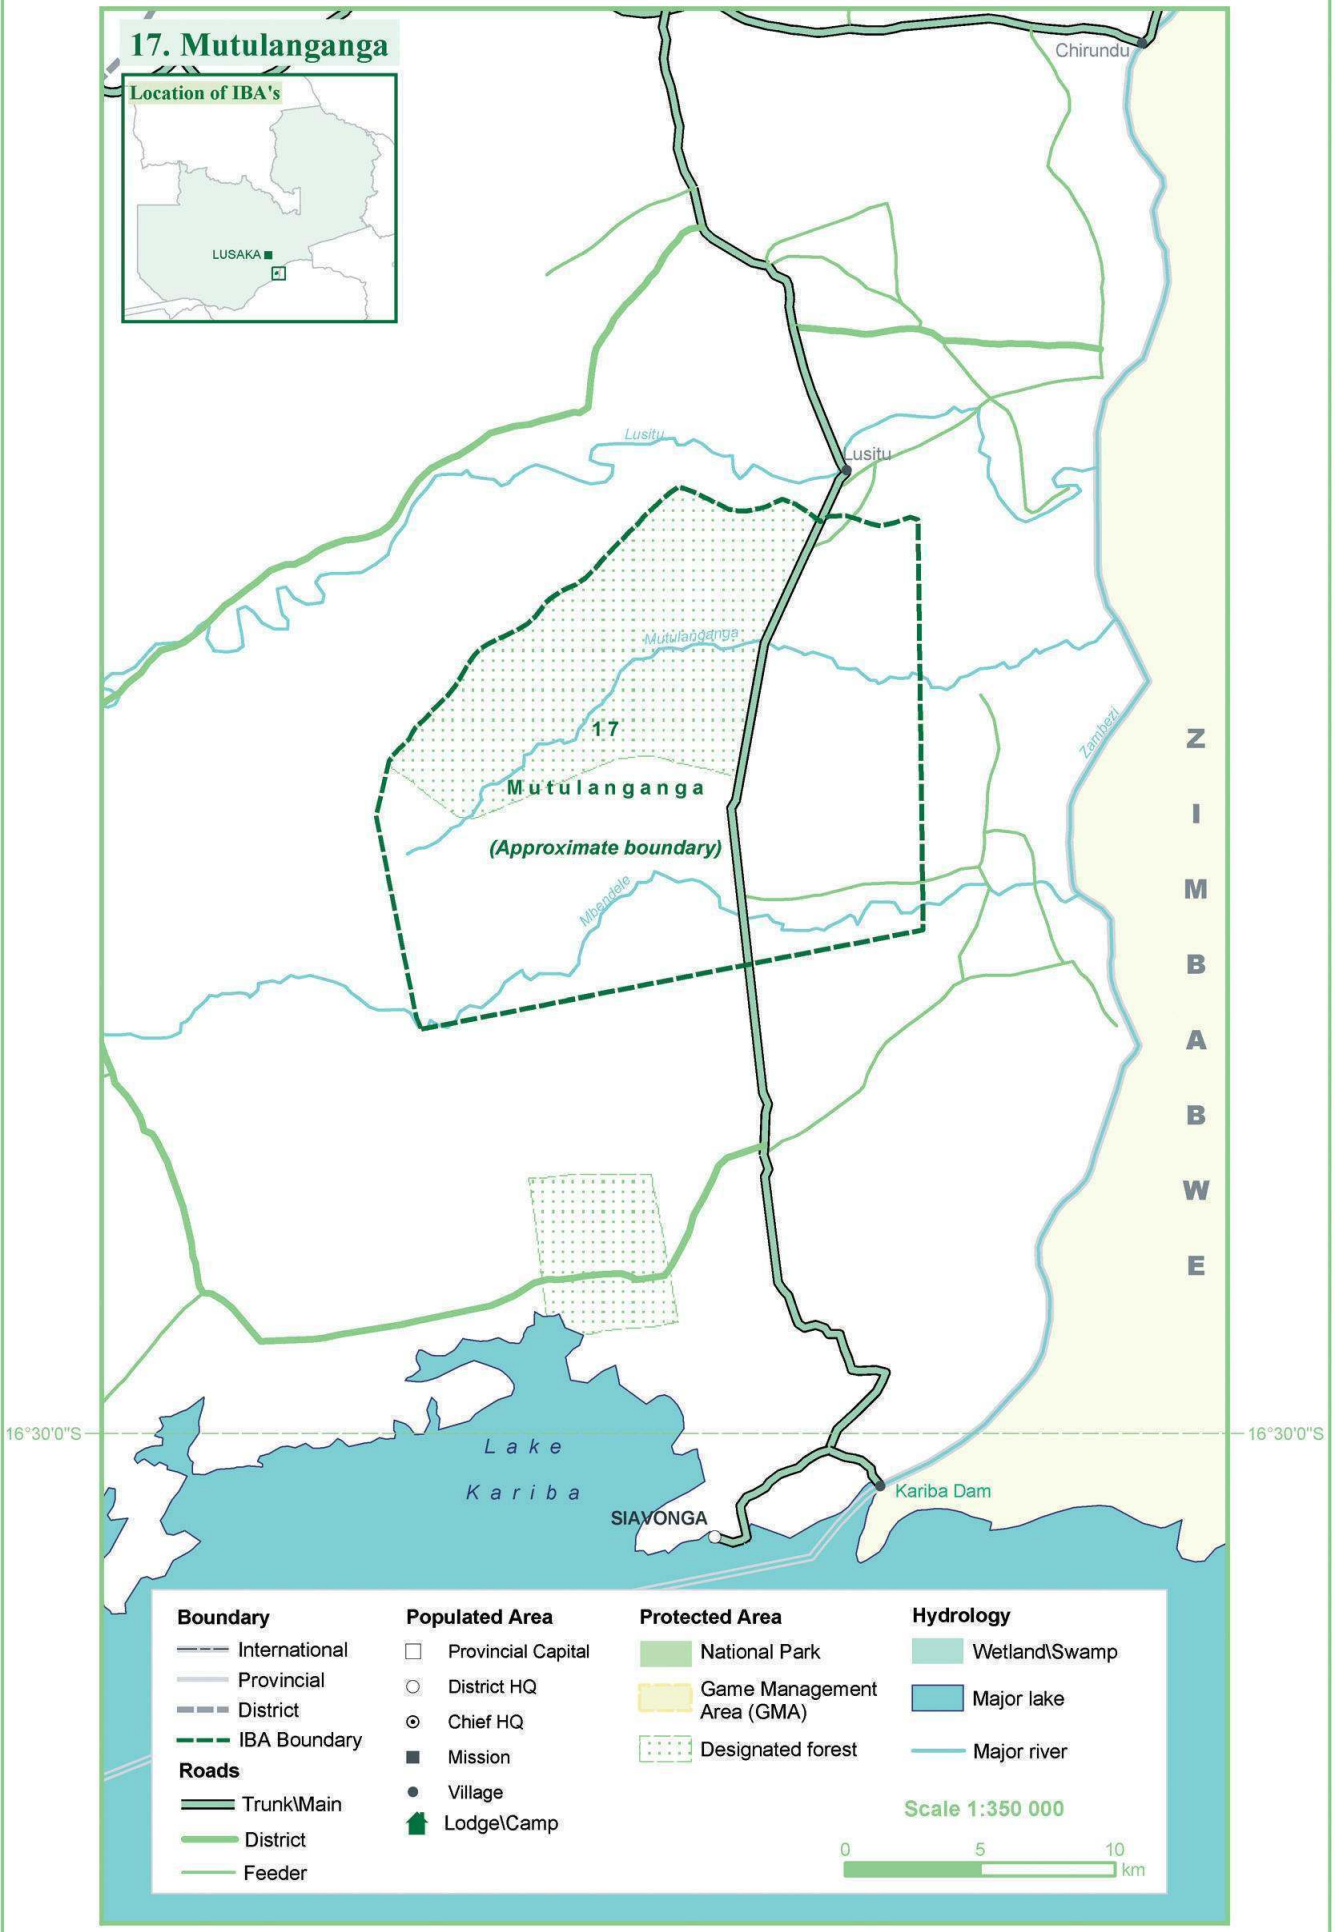 17. Mutulanganga
Location of IBA's
LUSAKA
Chirundu
Lusitu
Lusitu
Mutulanganga
17
Mutulanganga
(Approximate boundary)
Mbendele
Zambezi
ZIMBABWE
16°30'0"S
16°30'0"S
Lake
Kariba
Kariba Dam
SIAVONGA
Boundary
International
Provincial
District
IBA Boundary
Roads
Trunk\Main
District
Feeder
Populated Area
Provincial Capital
District HQ
Chief HQ
Mission
Village
Lodge\Camp
Protected Area
National Park
Game Management
Area (GMA)
Designated forest
Hydrology
Wetland\Swamp
Major lake
Major river
Scale 1:350 000
0 5 10
km